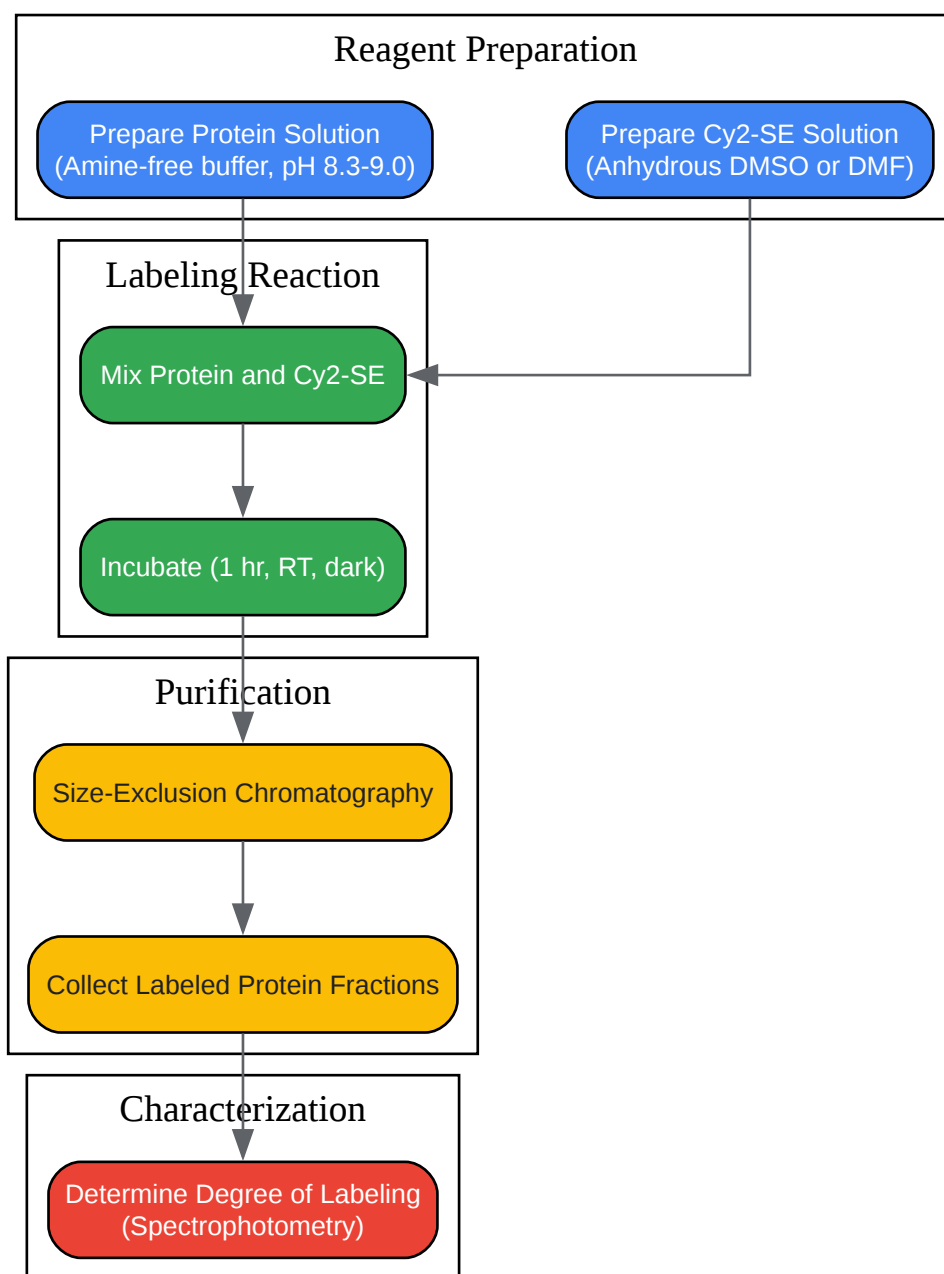 Reagent Preparation
Prepare Protein Solution
(Amine-free buffer, pH 8.3-9.0)
Prepare Cy2-SE Solution
(Anhydrous DMSO or DMF)
Labeling Reaction
Mix Protein and Cy2-SE
Incubate (1 hr, RT, dark)
Purification
Size-Exclusion Chromatography
Collect Labeled Protein Fractions
Characterization
Determine Degree of Labeling
(Spectrophotometry)